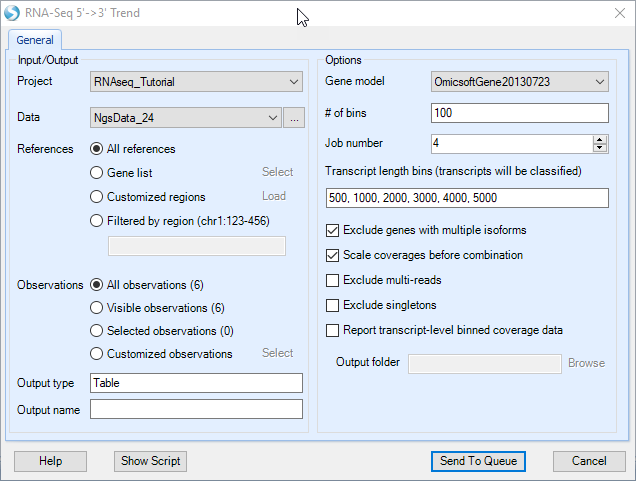 RNA-Seq 5'->3' Trend
General
Input/Output
Project
RNAseq_Tutorial
Data
NgsData_24
...
References
All references
Gene list
Select
Customized regions
Load
Filtered by region (chr1:123-456)
Observations
All observations (6)
Visible observations (6)
Selected observations (0)
Customized observations
Select
Output type
Table
Output name
Options
Gene model
OmicsoftGene20130723
# of bins
100
Job number
4
Transcript length bins (transcripts will be classified)
500, 1000, 2000, 3000, 4000, 5000
Exclude genes with multiple isoforms
Scale coverages before combination
Exclude multi-reads
Exclude singletons
Report transcript-level binned coverage data
Output folder
Browse
Help
Show Script
Send To Queue
Cancel